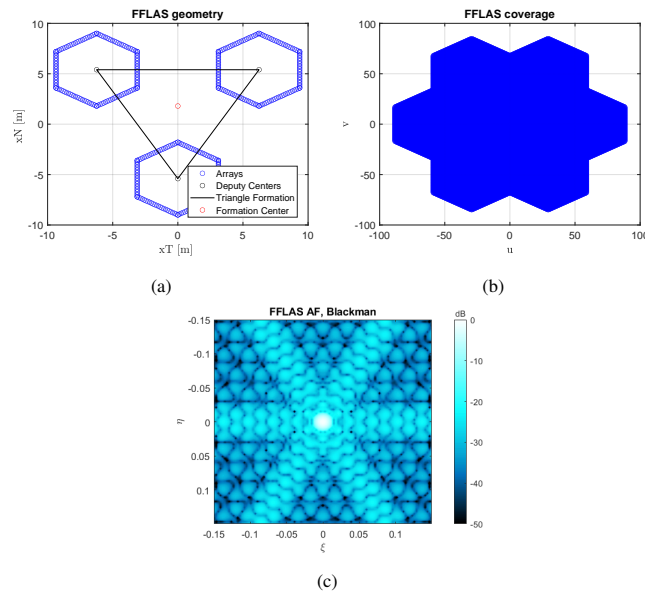 FFLAS geometry
10
5
0
-5
-10
xN [m]
-10
-5
0
5
10
xT [m]
Arrays
Deputy Centers
Triangle Formation
Formation Center
(a)
FFLAS coverage
100
50
0
-50
-100
v
-100
-50
0
50
100
u
(b)
FFLAS AF, Blackman
-0.15
-0.1
-0.05
0
0.05
0.1
η
-0.15
-0.1
-0.05
0
0.05
0.1
ξ
dB
0
-10
-20
-30
-40
-50
(c)